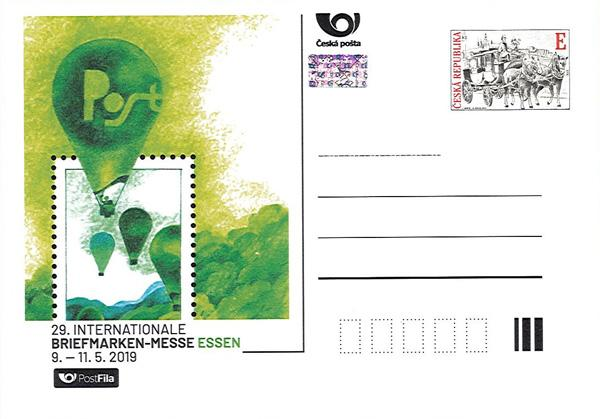 Post
29. INTERNATIONALE
BRIEFMARKEN-MESSE ESSEN
9. – 11. 5. 2019
PostFila
Česká pošta
ČESKÁ REPUBLIKA
E